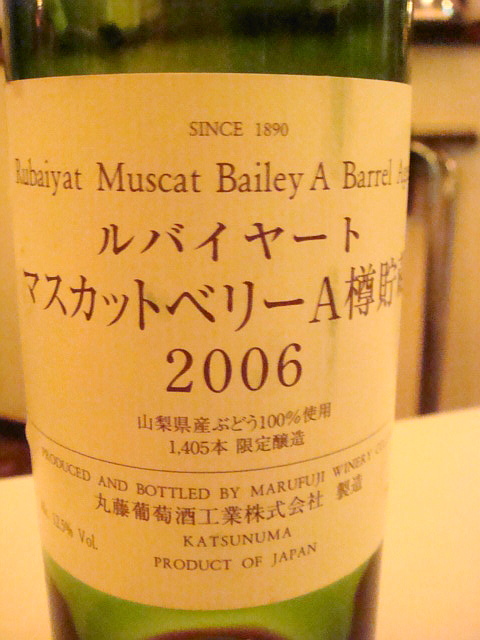 SINCE 1890
Rubaiyat Muscat Bailey A Barrel
ルバイヤート
マスカットベリーA樽貯
2006
山梨県産ぶどう100%使用
1,405本 限定醸造
PRODUCED AND BOTTLED BY MARUFUJI WINERY
丸藤葡萄酒工業株式会社 製造
KATSUNUMA
12.5% Vol.
PRODUCT OF JAPAN